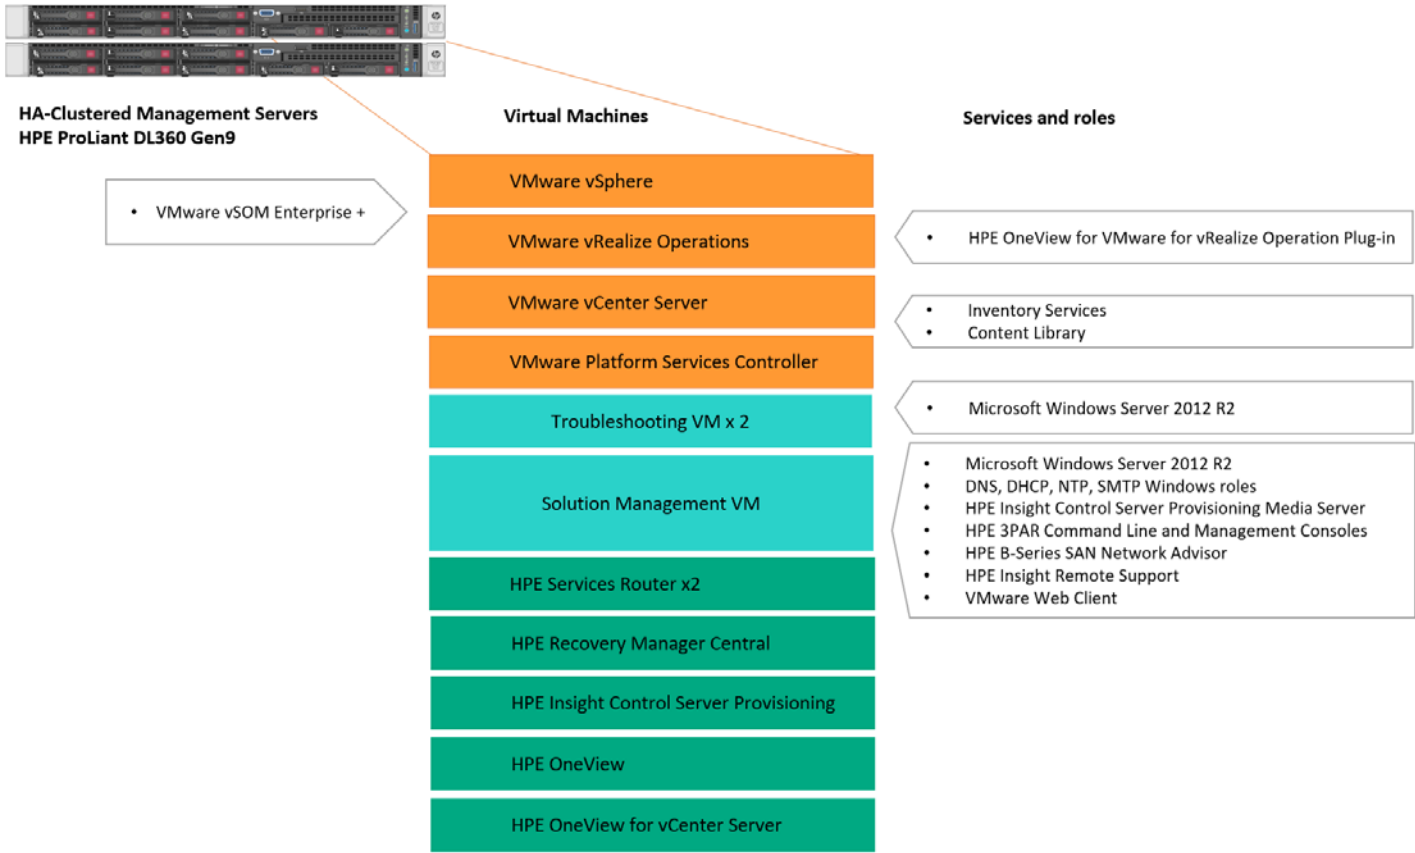 HA-Clustered Management Servers
HPE ProLiant DL360 Gen9
Virtual Machines
Services and roles
• VMware vSOM Enterprise +
VMware vSphere
VMware vRealize Operations
• HPE OneView for VMware for vRealize Operation Plug-in
VMware vCenter Server
• Inventory Services
• Content Library
VMware Platform Services Controller
Troubleshooting VM x 2
• Microsoft Windows Server 2012 R2
Solution Management VM
• Microsoft Windows Server 2012 R2
• DNS, DHCP, NTP, SMTP Windows roles
• HPE Insight Control Server Provisioning Media Server
• HPE 3PAR Command Line and Management Consoles
• HPE B-Series SAN Network Advisor
• HPE Insight Remote Support
• VMware Web Client
HPE Services Router x2
HPE Recovery Manager Central
HPE Insight Control Server Provisioning
HPE OneView
HPE OneView for vCenter Server